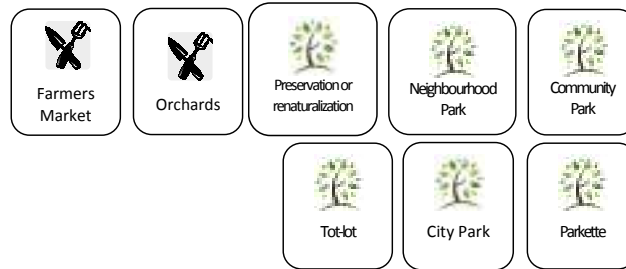 Farmers
Market
Orchards
Preservation or
renaturalization
Neighbourhood
Park
Community
Park
Tot-lot
City Park
Parkette